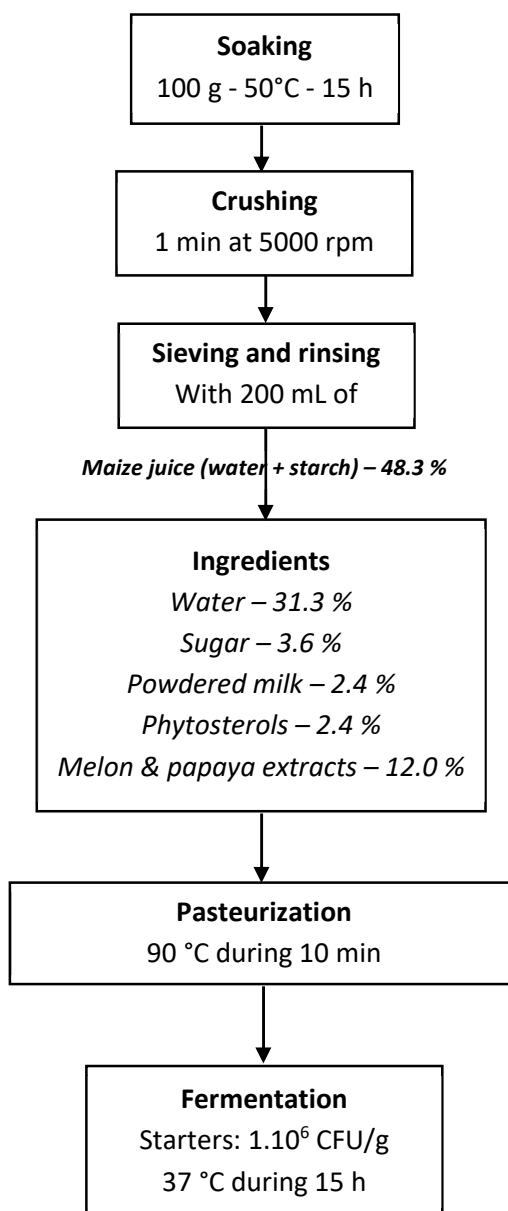 Soaking
100 g - 50°C - 15 h
Crushing
1 min at 5000 rpm
Sieving and rinsing
With 200 mL of
Maize juice (water + starch) – 48.3 %
Ingredients
Water – 31.3 %
Sugar – 3.6 %
Powdered milk – 2.4 %
Phytosterols – 2.4 %
Melon & papaya extracts – 12.0 %
Pasteurization
90 °C during 10 min
Fermentation
Starters: 1.10⁶ CFU/g
37 °C during 15 h